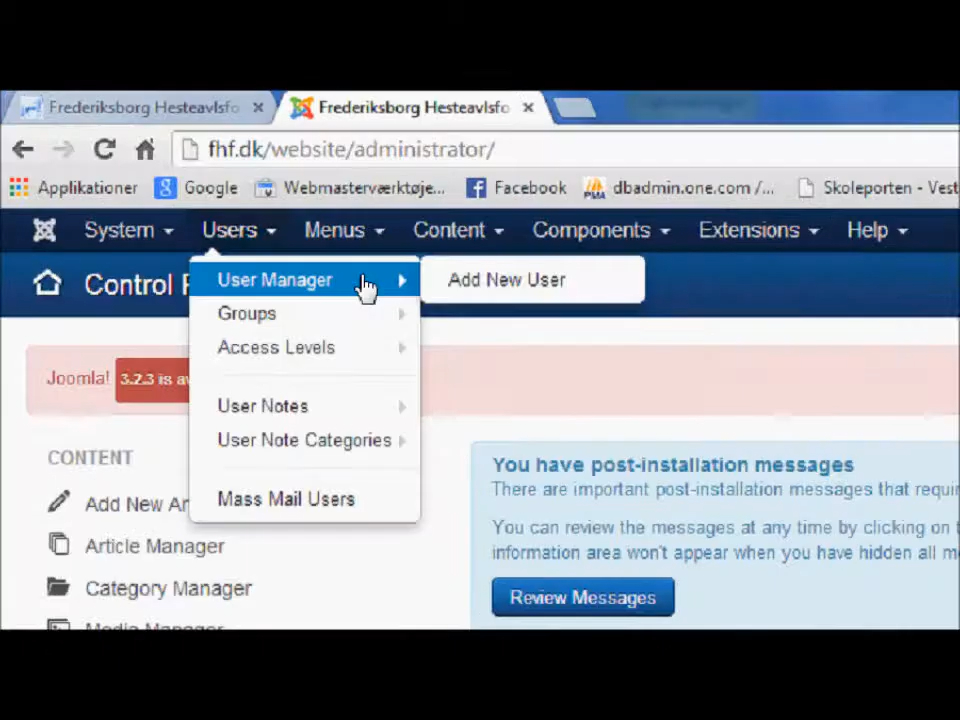 Frederiksborg Hesteavlsfo
Frederiksborg Hesteavlsfo
fhf.dk/website/administrator/
Applikationer
Google
Webmasterværktøje...
Facebook
dbadmin.one.com /...
Skoleporten - Vest
System
Users
Menus
Content
Components
Extensions
Help
Control
User Manager
Add New User
Groups
Access Levels
Joomla! 3.2.3 is
User Notes
User Note Categories
Mass Mail Users
CONTENT
Add New
Article Manager
Category Manager
Media Manager
You have post-installation messages
There are important post-installation messages that
You can review the messages at any time by clicking on
information area won't appear when you have hidden all
Review Messages